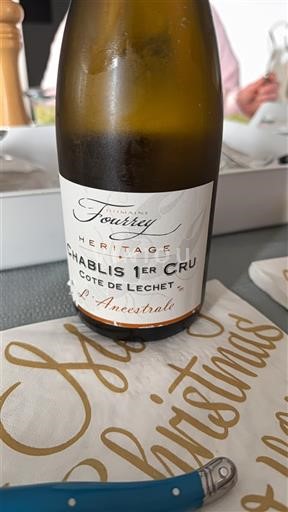 DOMAINE
Fourrey
HERITAGE
CHABLIS 1ER CRU
COTE DE LECHET
L'Ancestrale
Christmas